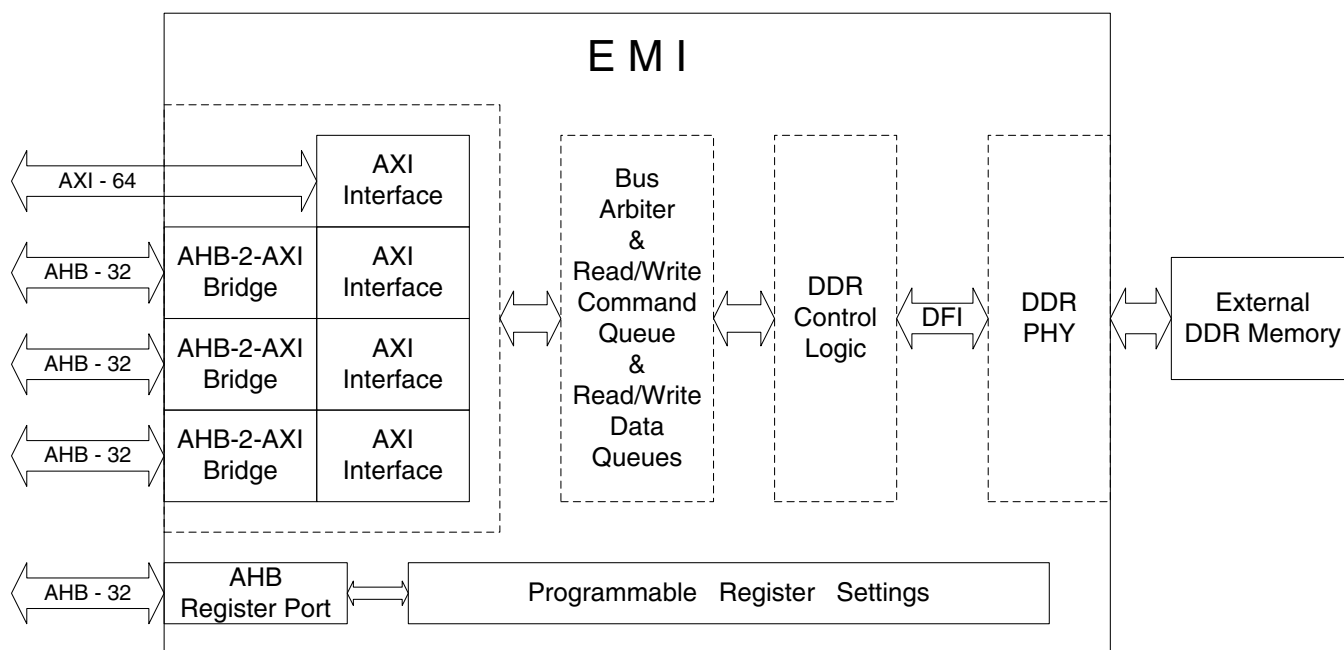 E M I
AXI - 64
AXI
Interface
AHB - 32
AHB-2-AXI
Bridge
AXI
Interface
AHB - 32
AHB-2-AXI
Bridge
AXI
Interface
AHB - 32
AHB-2-AXI
Bridge
AXI
Interface
Bus
Arbiter
&
Read/Write
Command
Queue
&
Read/Write
Data
Queues
DDR
Control
Logic
DFI
DDR
PHY
External
DDR Memory
AHB - 32
AHB
Register Port
Programmable Register Settings